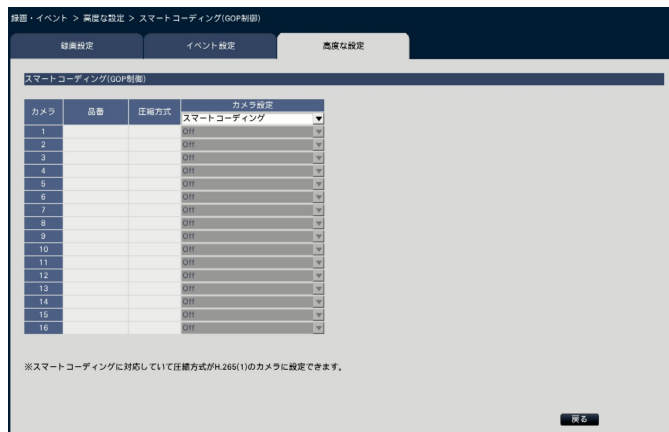 録画・イベント > 高度な設定 > スマートコーディング(GOP制御)
録画設定 イベント設定 高度な設定
スマートコーディング(GOP制御)
カメラ 品番 圧縮方式 カメラ設定
スマートコーディング
1 Off
2 Off
3 Off
4 Off
5 Off
6 Off
7 Off
8 Off
9 Off
10 Off
11 Off
12 Off
13 Off
14 Off
15 Off
16 Off
※スマートコーディングに対応していて圧縮方式がH.265(1)のカメラに設定できます。
戻る